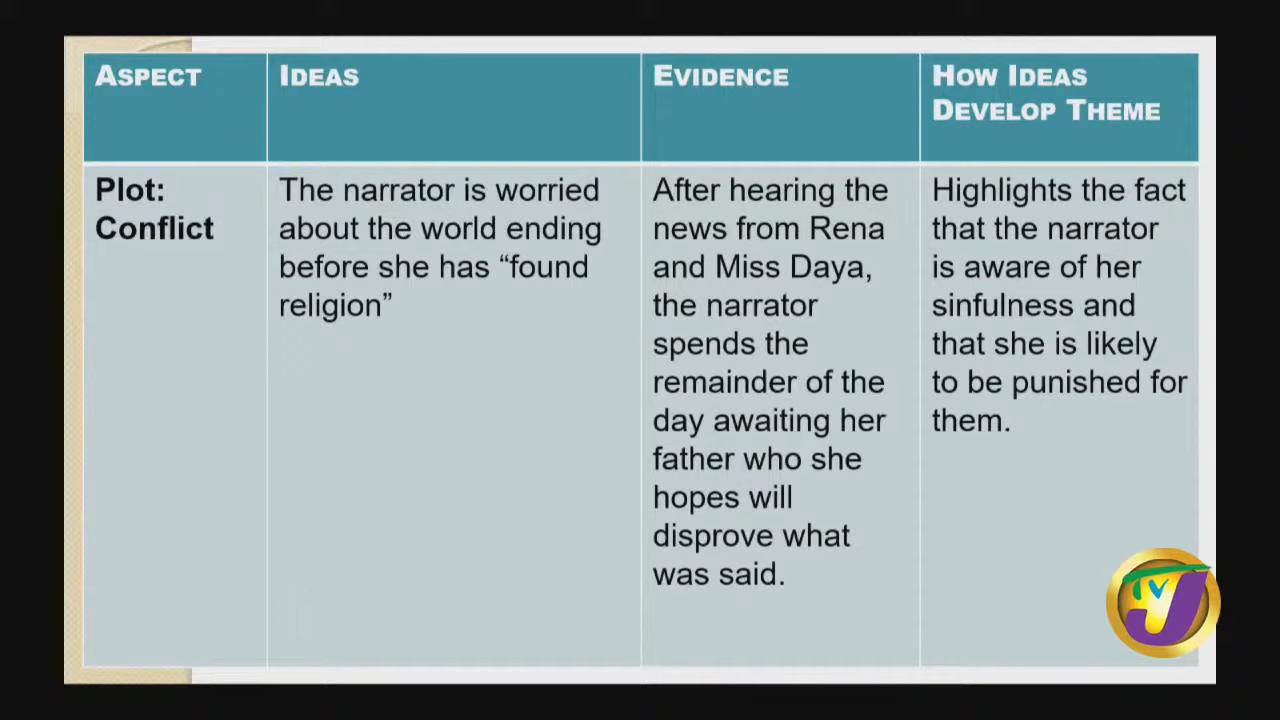 ASPECT
IDEAS
EVIDENCE
HOW IDEAS
DEVELOP THEME
Plot:
Conflict
The narrator is worried
about the world ending
before she has “found
religion”
After hearing the
news from Rena
and Miss Daya,
the narrator
spends the
remainder of the
day awaiting her
father who she
hopes will
disprove what
was said.
Highlights the fact
that the narrator
is aware of her
sinfulness and
that she is likely
to be punished for
them.
TVJ